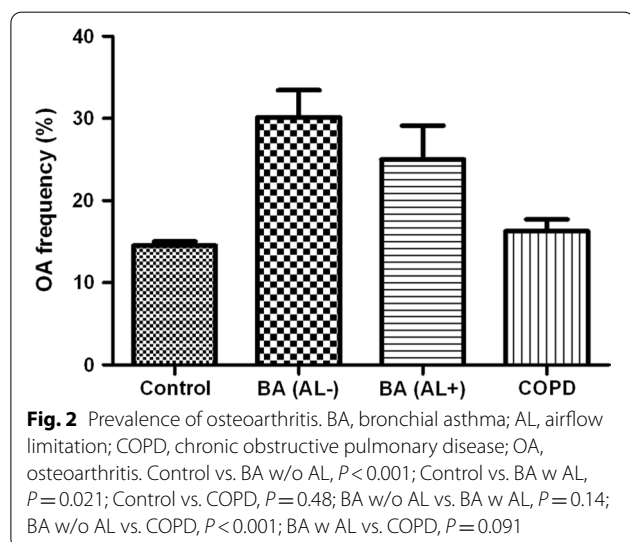 40
30
20
10
0
OA frequency (%)
Control BA (AL-) BA (AL+) COPD
Fig. 2 Prevalence of osteoarthritis. BA, bronchial asthma; AL, airflow
limitation; COPD, chronic obstructive pulmonary disease; OA,
osteoarthritis. Control vs. BA w/o AL, P < 0.001; Control vs. BA w AL,
P = 0.021; Control vs. COPD, P = 0.48; BA w/o AL vs. BA w AL, P = 0.14;
BA w/o AL vs. COPD, P < 0.001; BA w AL vs. COPD, P = 0.091